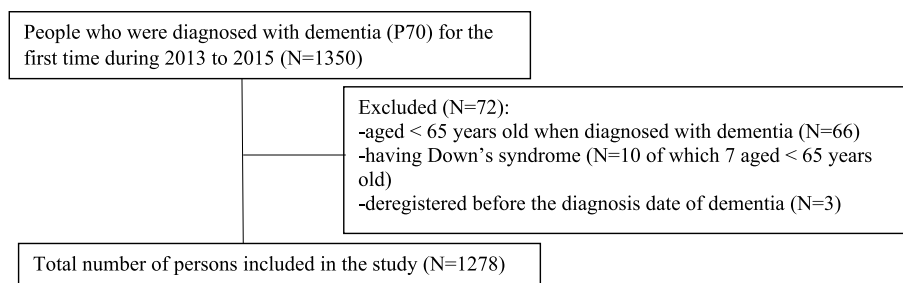 People who were diagnosed with dementia (P70) for the
first time during 2013 to 2015 (N=1350)
Excluded (N=72):
-aged < 65 years old when diagnosed with dementia (N=66)
-having Down’s syndrome (N=10 of which 7 aged < 65 years
old)
-deregistered before the diagnosis date of dementia (N=3)
Total number of persons included in the study (N=1278)